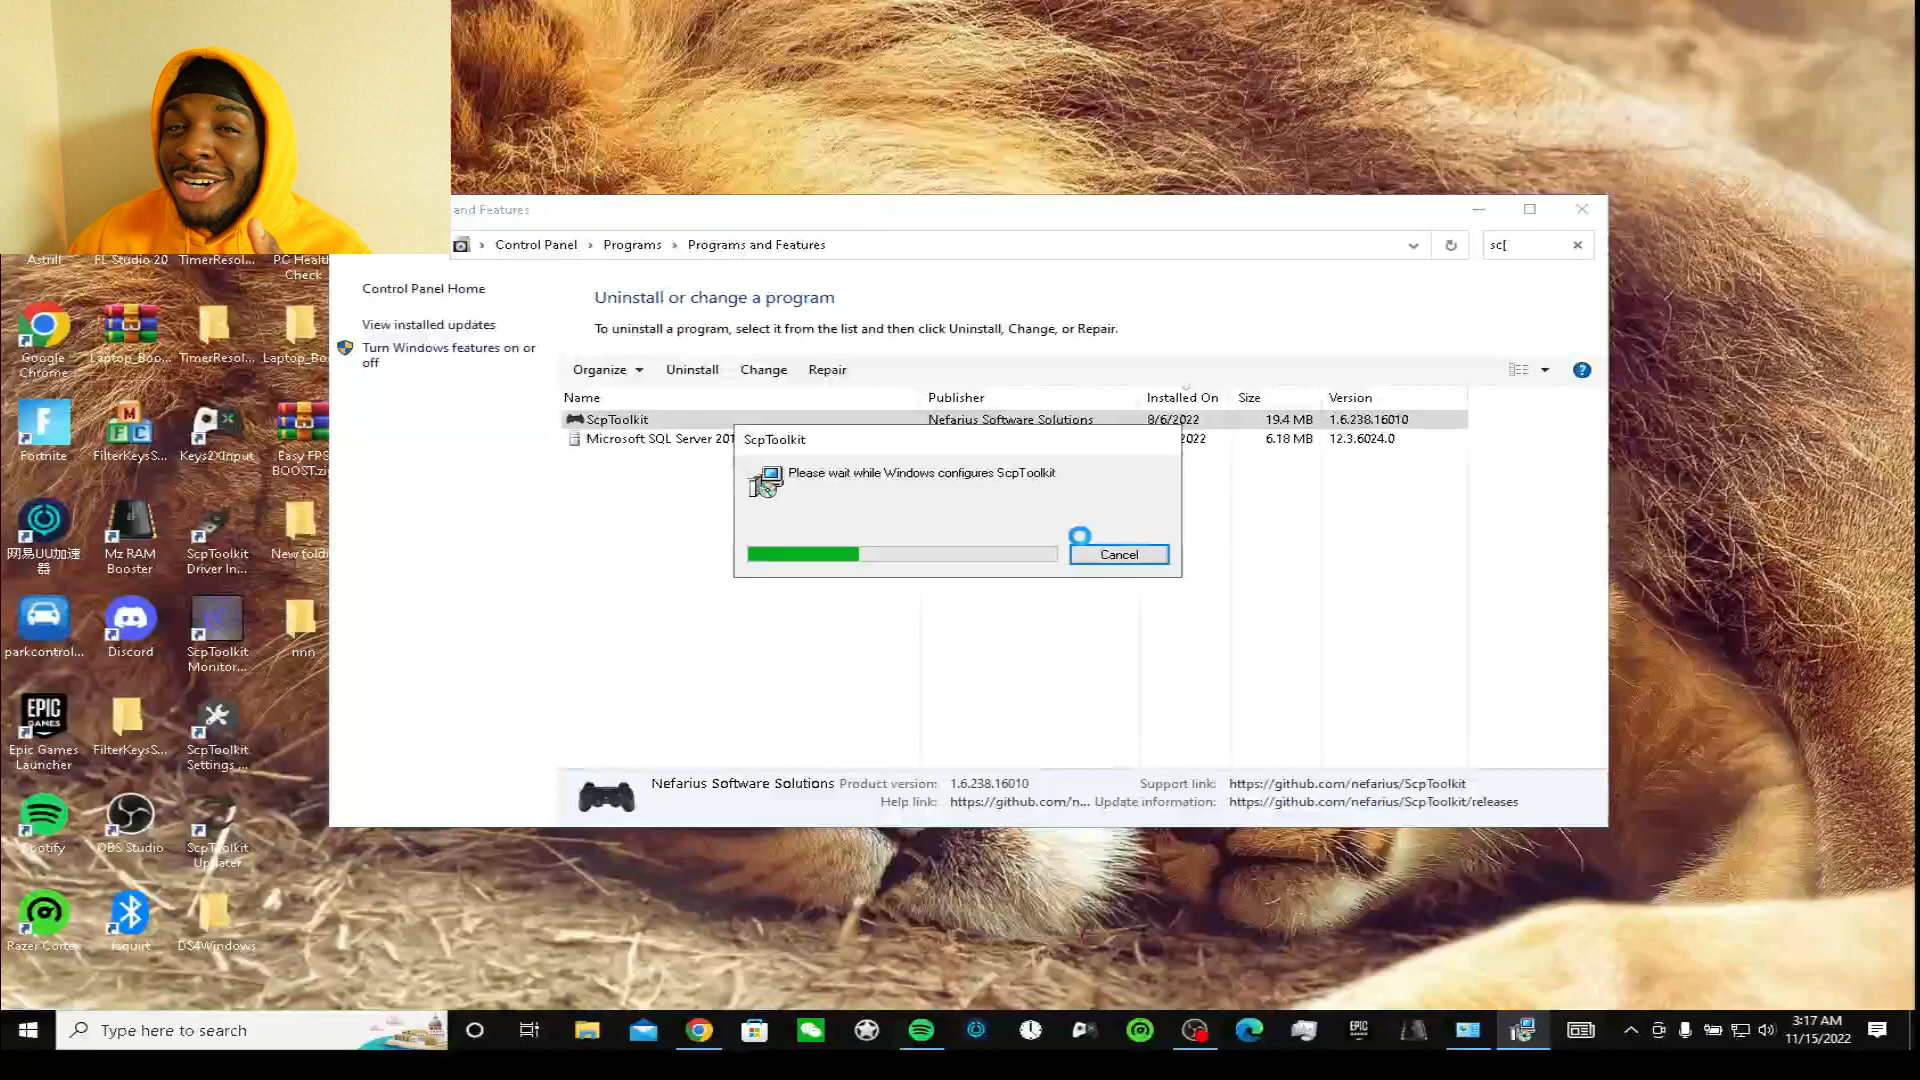 and Features
Control Panel > Programs > Programs and Features
sc[
Control Panel Home
View installed updates
Turn Windows features on or
off
Uninstall or change a program
To uninstall a program, select it from the list and then click Uninstall, Change, or Repair.
Organize
Uninstall
Change
Repair
Name
Publisher
Installed On
Size
Version
ScpToolkit
Nefarius Software Solutions
8/6/2022
19.4 MB
1.6.238.16010
Microsoft SQL Server 201
2022
6.18 MB
12.3.6024.0
ScpToolkit
Please wait while Windows configures ScpToolkit
Cancel
Nefarius Software Solutions
Product version: 1.6.238.16010
Support link: https://github.com/nefarius/ScpToolkit
Help link: https://github.com/n...
Update information: https://github.com/nefarius/ScpToolkit/releases
Astrill
FL Studio 20
TimerResol...
PC Health
Check
Google
Chrome
Laptop_Boo...
TimerResol...
Laptop_Bo
Fortnite
FilterKeysS...
Keys2XInput
Easy FPS
BOOST.zip
网易UU加速
器
Mz RAM
Booster
ScpToolkit
Driver In...
New fold
parkcontrol...
Discord
ScpToolkit
Monitor...
nnn
EPIC
GAMES
Epic Games
Launcher
FilterKeysS...
ScpToolkit
Settings ...
Spotify
OBS Studio
ScpToolkit
Updater
Razer Cortex
fsquirt
DS4Windows
Type here to search
EPIC
3:17 AM
11/15/2022